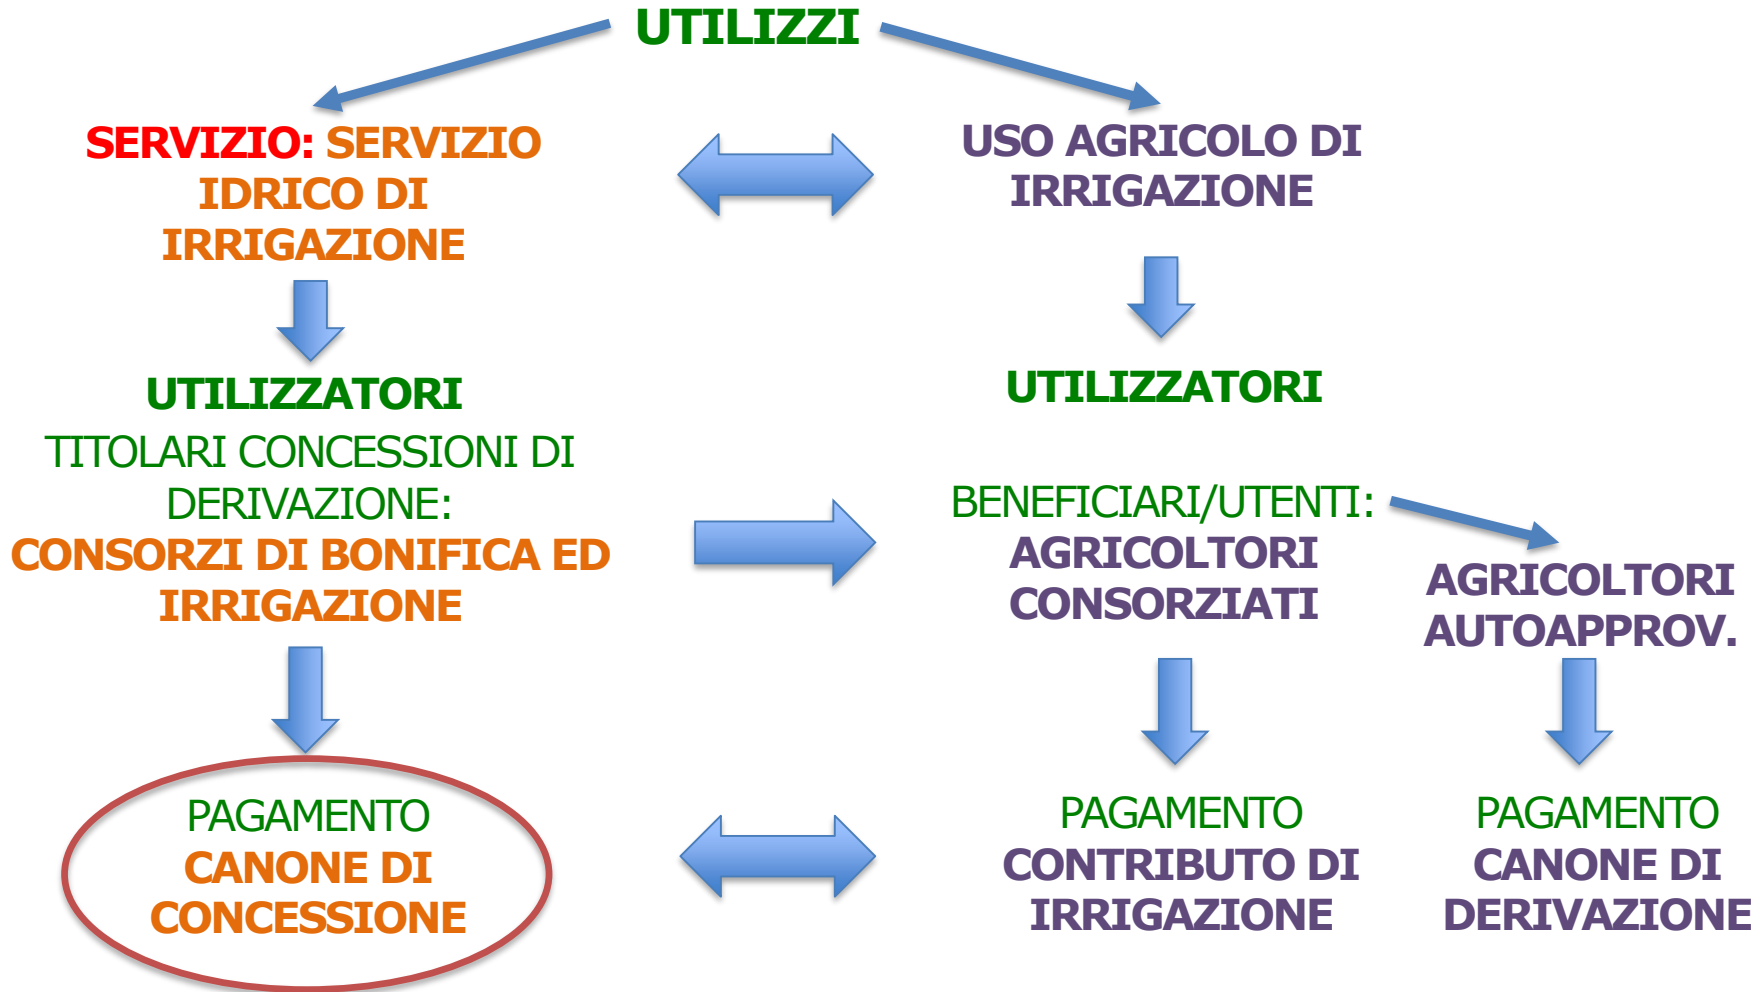 UTILIZZI
SERVIZIO: SERVIZIO
IDRICO DI
IRRIGAZIONE
USO AGRICOLO DI
IRRIGAZIONE
UTILIZZATORI
TITOLARI CONCESSIONI DI
DERIVAZIONE:
CONSORZI DI BONIFICA ED
IRRIGAZIONE
UTILIZZATORI
BENEFICIARI/UTENTI:
AGRICOLTORI
CONSORZIATI
AGRICOLTORI
AUTOAPPROV.
PAGAMENTO
CANONE DI
CONCESSIONE
PAGAMENTO
CONTRIBUTO DI
IRRIGAZIONE
PAGAMENTO
CANONE DI
DERIVAZIONE